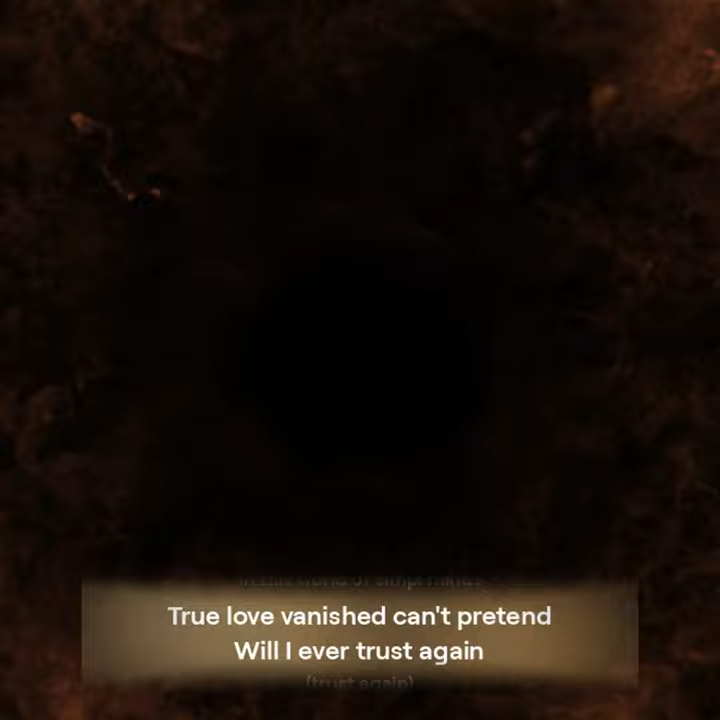 True love vanished can't pretend
Will I ever trust again
(trust again)